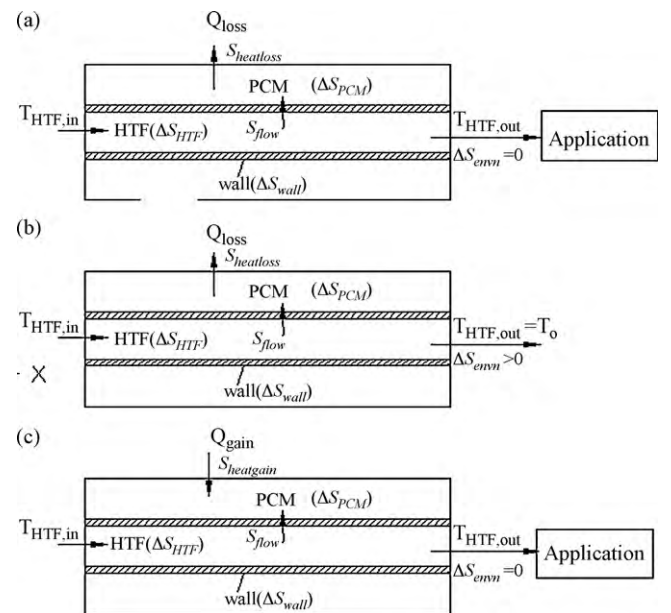 (a)
Q_loss
S_heatloss
PCM (ΔS_PCM)
T_HTF,in
HTF(ΔS_HTF)
S_flow
T_HTF,out
ΔS_envn=0
Application
wall(ΔS_wall)
(b)
Q_loss
S_heatloss
PCM (ΔS_PCM)
T_HTF,in
HTF(ΔS_HTF)
S_flow
T_HTF,out=T_o
ΔS_envn>0
- X
wall(ΔS_wall)
(c)
Q_gain
S_heatgain
PCM (ΔS_PCM)
T_HTF,in
HTF(ΔS_HTF)
S_flow
T_HTF,out
ΔS_envn=0
Application
wall(ΔS_wall)